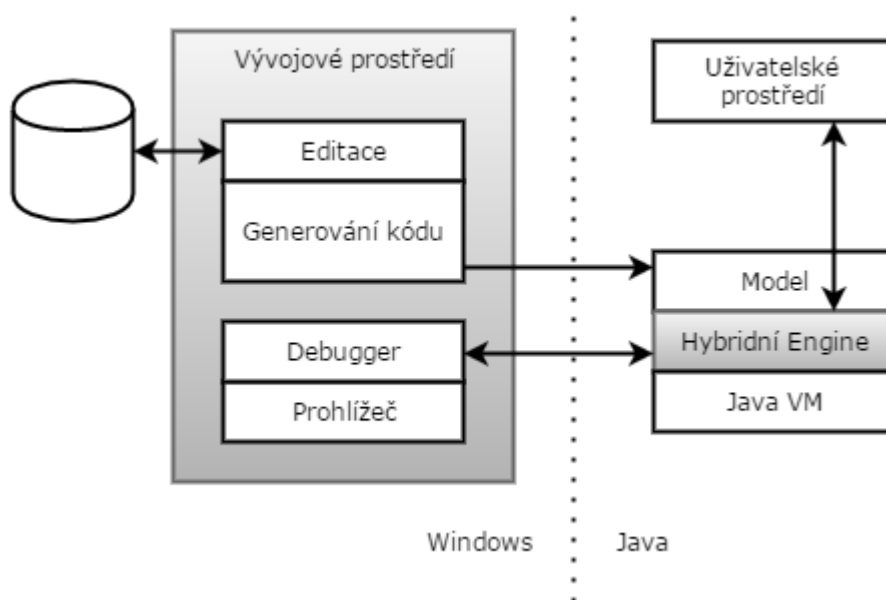 Vývojové prostředí
Editace
Generování kódu
Debugger
Prohlížeč
Windows
Uživatelské
prostředí
Model
Hybridní Engine
Java VM
Java